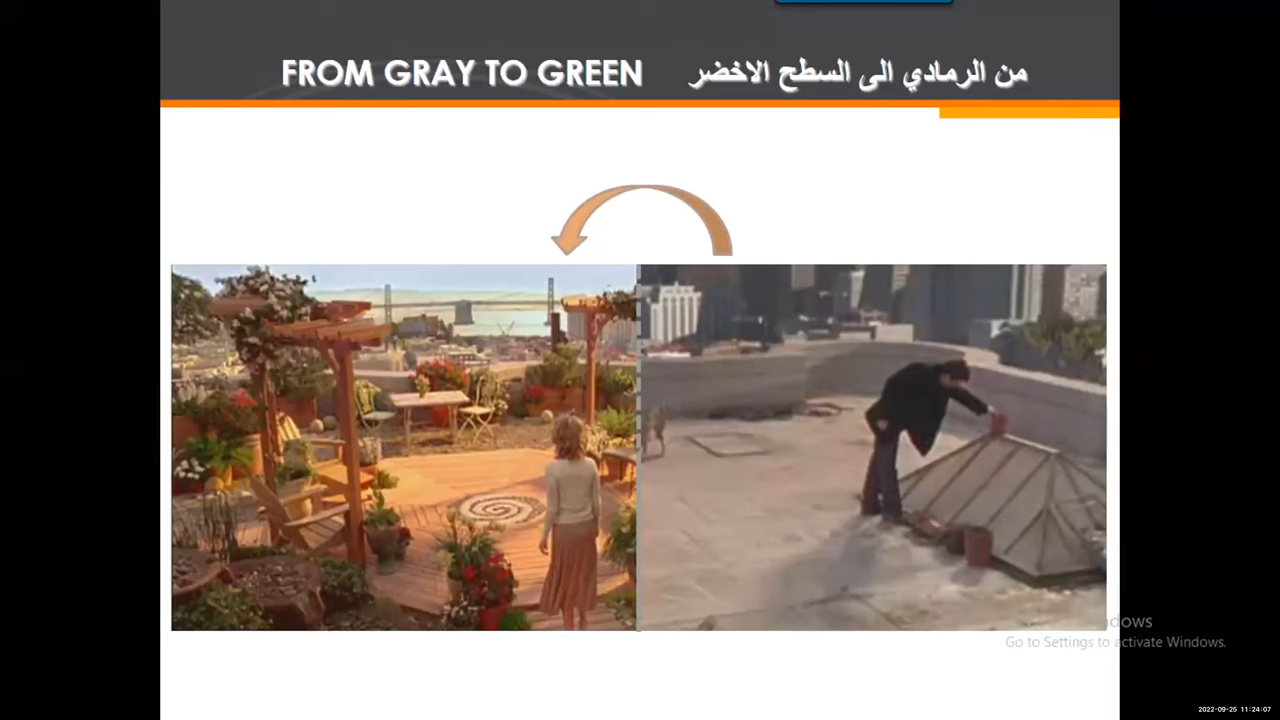 FROM GRAY TO GREEN من الرمادي الى السطح الاخضر
Go to Settings to activate Windows.
2022-09-25 11:24:07